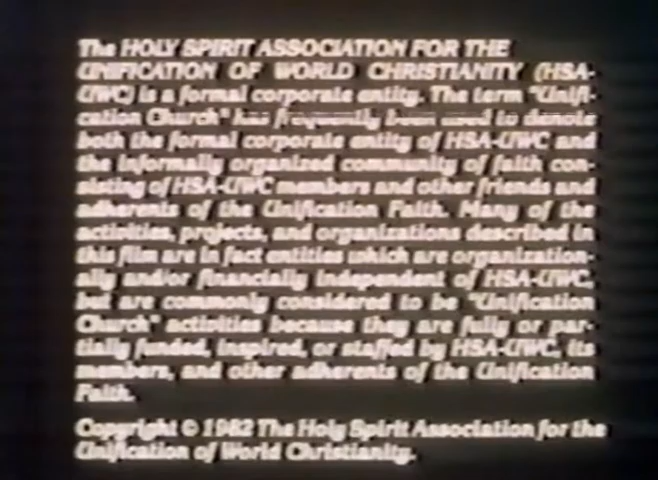 The HOLY SPIRIT ASSOCIATION FOR THE
UNIFICATION OF WORLD CHRISTIANITY (HSA-
UWC) is a formal corporate entity. The term "Unifi-
cation Church" has frequently been used to denote
both the formal corporate entity of HSA-UWC and
the informally organized community of faith con-
sisting of HSA-UWC members and other friends and
adherents of the Unification Faith. Many of the
activities, projects, and organizations described in
this film are in fact entities which are organization-
ally and/or financially independent of HSA-UWC,
but are commonly considered to be "Unification
Church" activities because they are fully or par-
tially funded, inspired, or staffed by HSA-UWC, its
members, and other adherents of the Unification
Faith.
Copyright © 1982 The Holy Spirit Association for the
Unification of World Christianity.